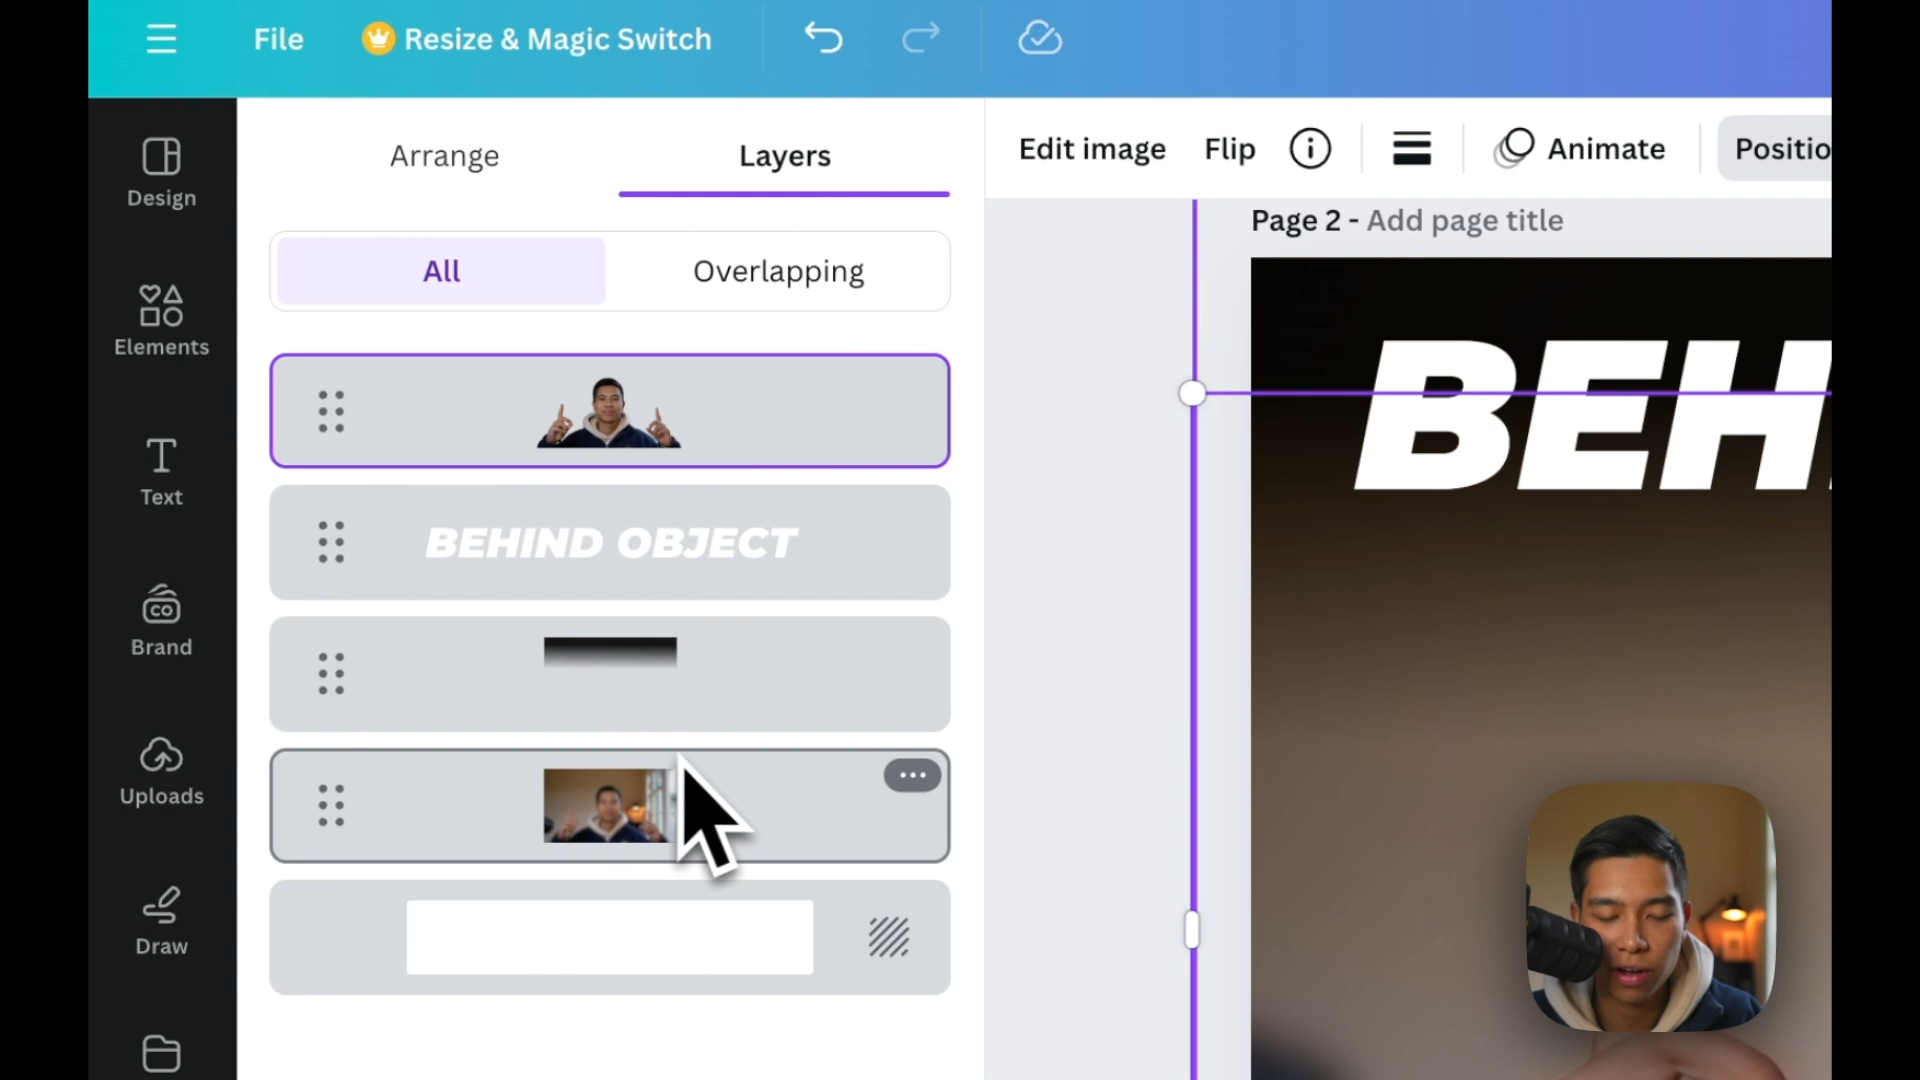 File
Resize & Magic Switch
Design
Elements
Text
CO
Brand
Uploads
Draw
Arrange
Layers
All
Overlapping
BEHIND OBJECT
Edit image
Flip
Animate
Positio
Page 2 - Add page title
BEH